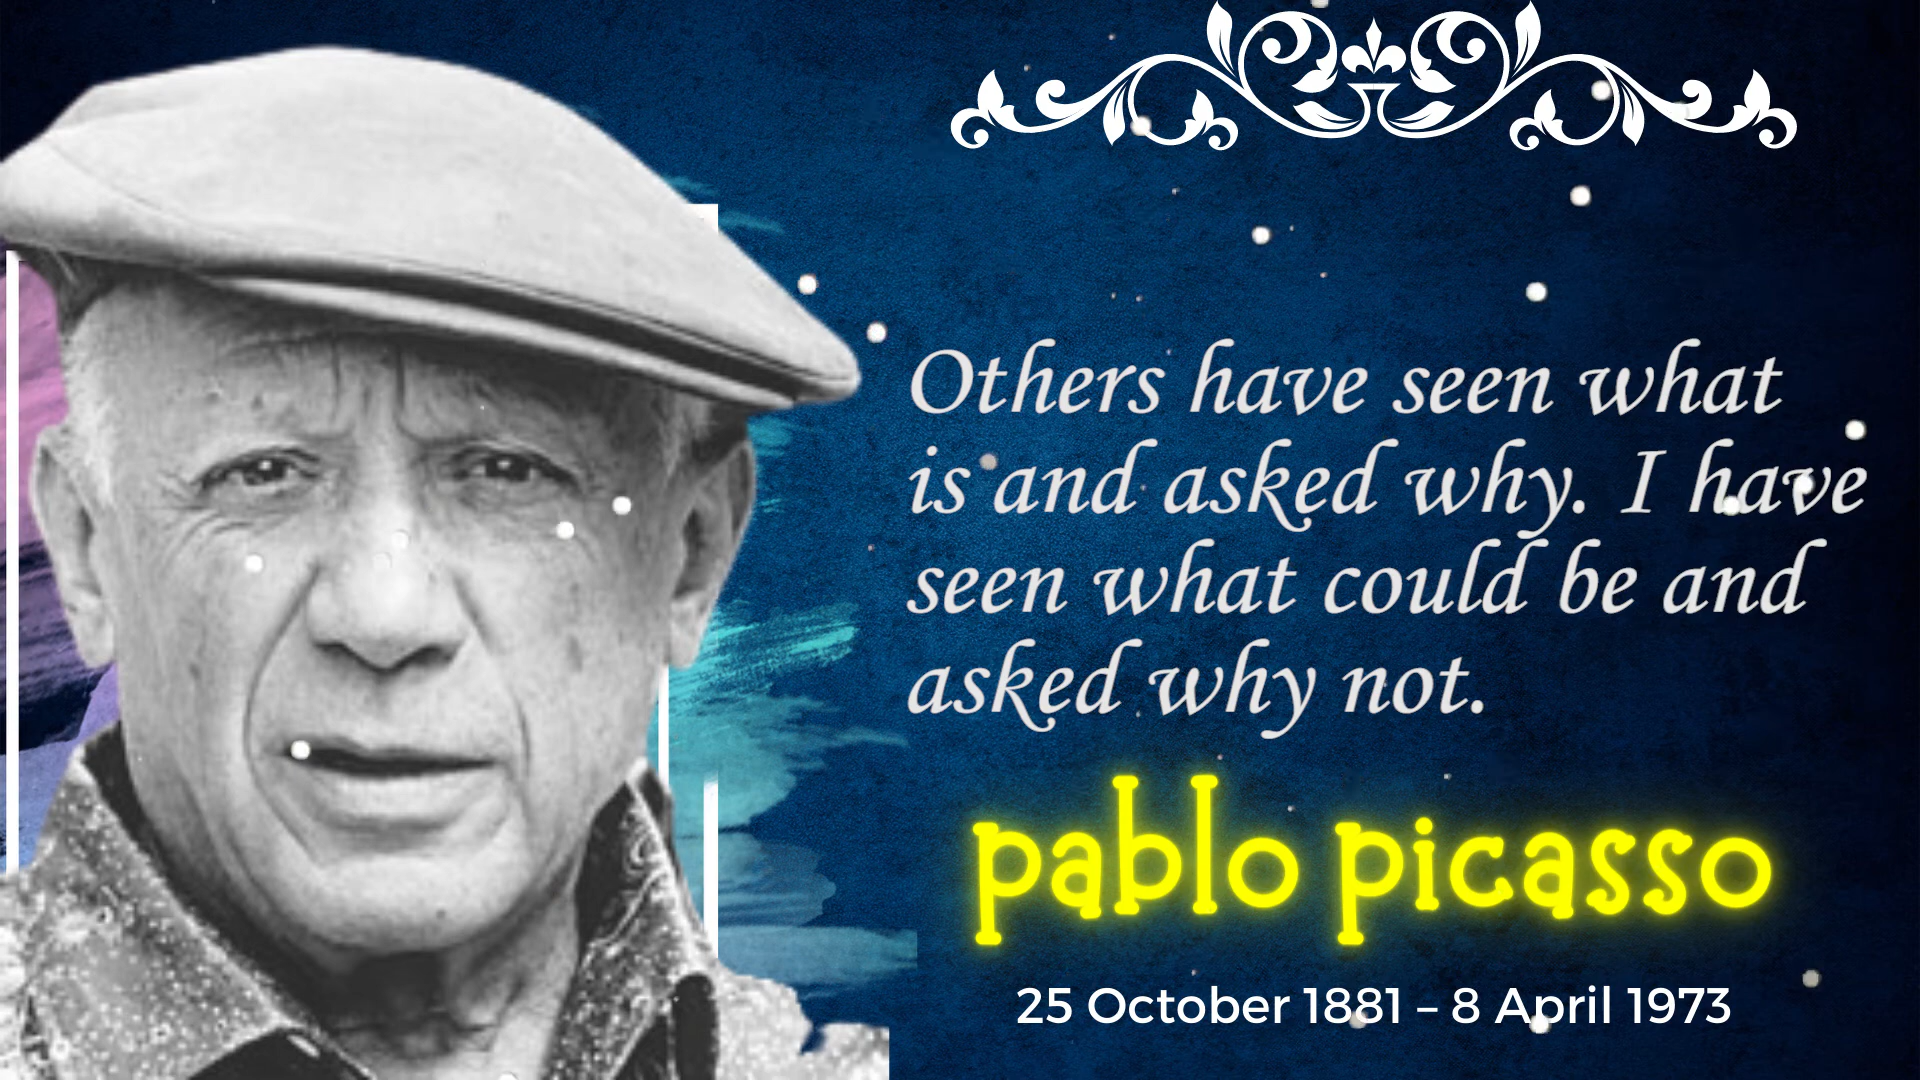 Others have seen what
is and asked why. I have
seen what could be and
asked why not.
pablo picasso
25 October 1881 – 8 April 1973